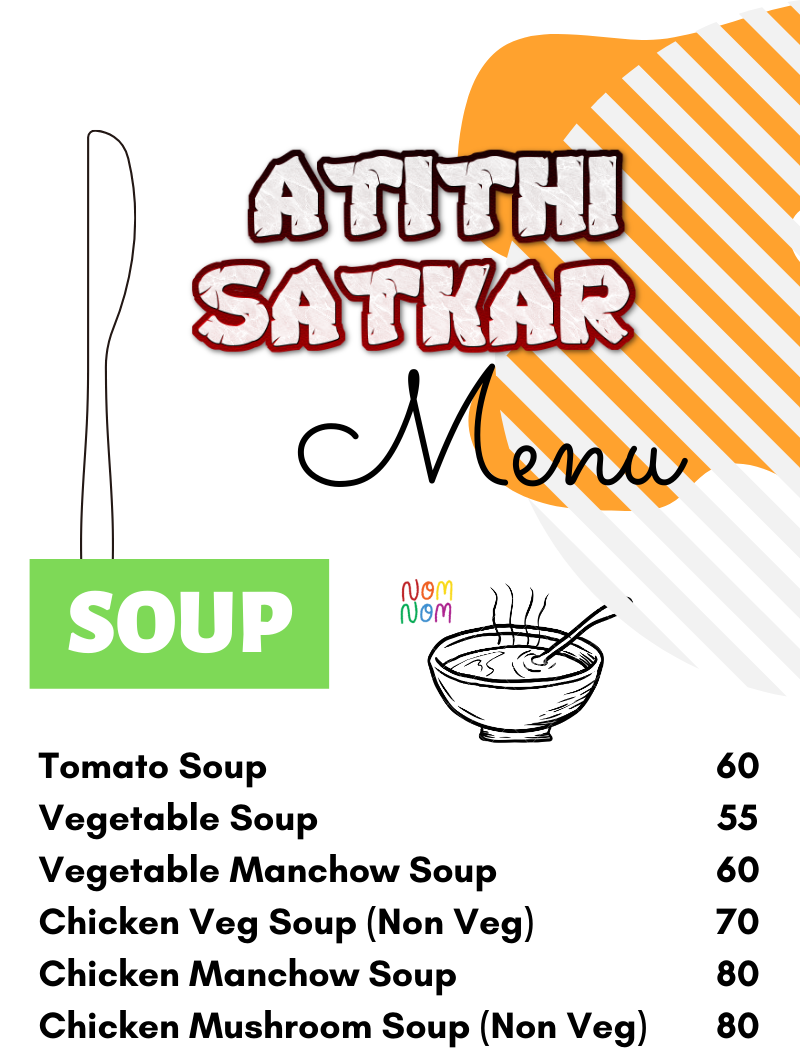 ATITHI
SATKAR
Menu
SOUP
NOM
NOM
Tomato Soup 60
Vegetable Soup 55
Vegetable Manchow Soup 60
Chicken Veg Soup (Non Veg) 70
Chicken Manchow Soup 80
Chicken Mushroom Soup (Non Veg) 80